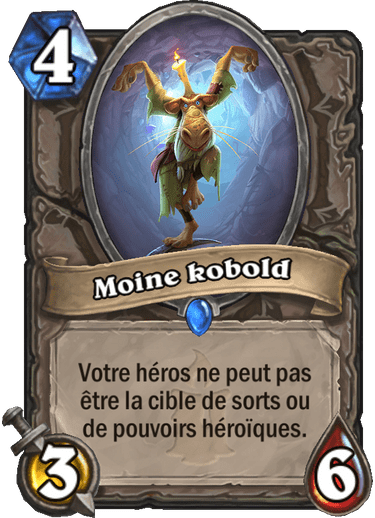 4
Moine kobold
Votre héros ne peut pas
être la cible de sorts ou
de pouvoirs héroïques.
3
6